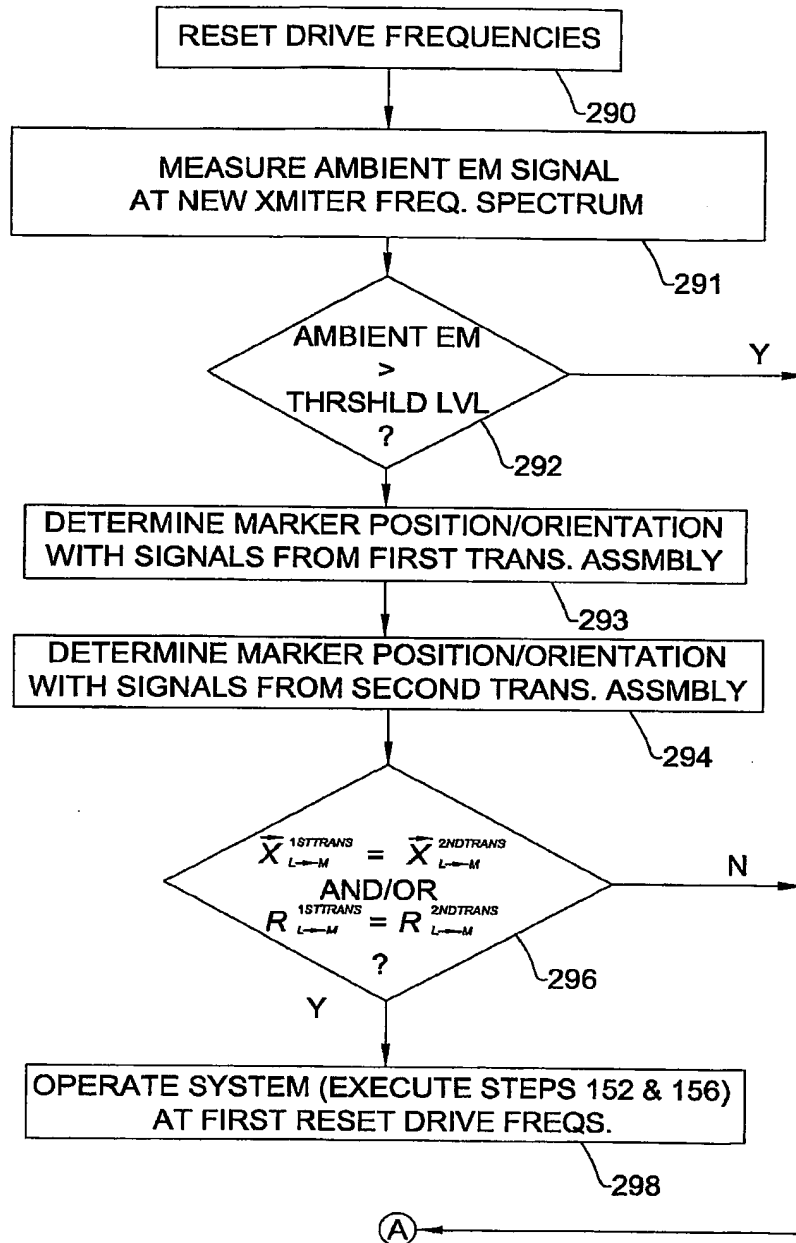 RESET DRIVE FREQUENCIES
290
MEASURE AMBIENT EM SIGNAL
AT NEW XMITER FREQ. SPECTRUM
291
AMBIENT EM
>
THRSHLD LVL
?
Y
292
DETERMINE MARKER POSITION/ORIENTATION
WITH SIGNALS FROM FIRST TRANS. ASSMBLY
293
DETERMINE MARKER POSITION/ORIENTATION
WITH SIGNALS FROM SECOND TRANS. ASSMBLY
294
X⃗ 1STTRANS L→M = X⃗ 2NDTRANS L→M
AND/OR
R 1STTRANS L→M = R 2NDTRANS L→M
?
N
296
Y
OPERATE SYSTEM (EXECUTE STEPS 152 & 156)
AT FIRST RESET DRIVE FREQS.
298
A